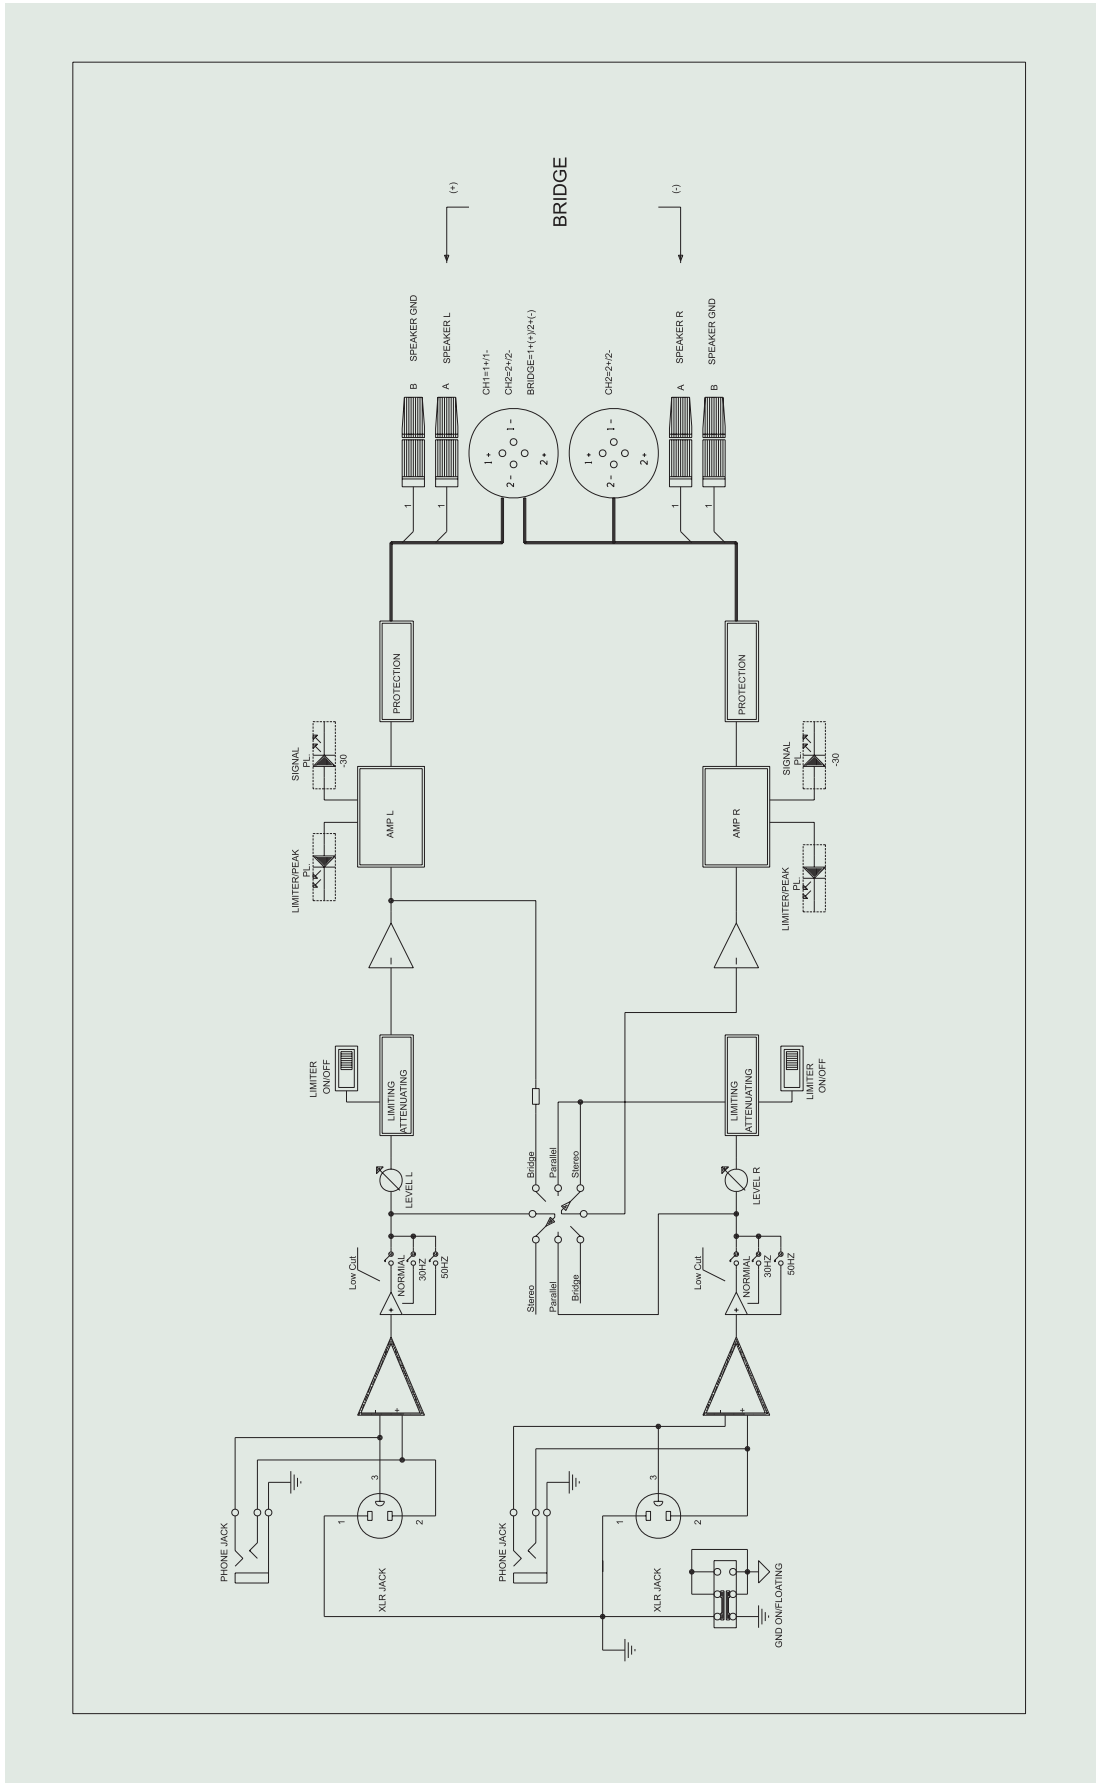 BRIDGE
(+)
(-)
B SPEAKER GND
A SPEAKER L
CH1=1+/1-
CH2=2+/2-
BRIDGE=1+(+)/2+(-)
CH2=2+/2-
A SPEAKER R
B SPEAKER GND
1
1
1 +
1 -
2 -
2 +
1 +
1 -
2 -
2 +
1
1
PROTECTION
PROTECTION
SIGNAL
PL.
-30
AMP L
LIMITER/PEAK
PL.
SIGNAL
PL.
-30
AMP R
LIMITER/PEAK
PL.
LIMITER
ON/OFF
LIMITING
ATTENUATING
LEVEL L
LIMITING
ATTENUATING
LIMITER
ON/OFF
LEVEL R
Bridge
Parallel
Stereo
Stereo
Parallel
Bridge
Low Cut
NORMIAL
30HZ
50HZ
Low Cut
NORMIAL
30HZ
50HZ
-
+
-
+
PHONE JACK
3
1
2
XLR JACK
PHONE JACK
3
1
2
XLR JACK
GND ON/FLOATING